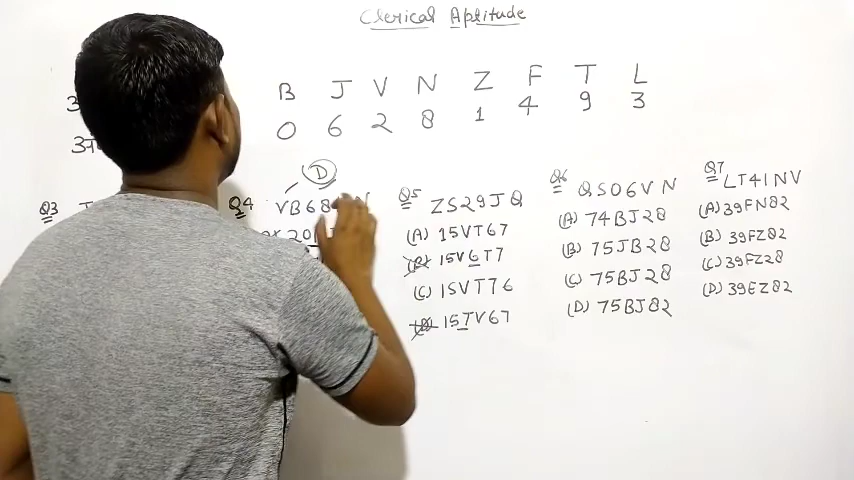 Clerical Aptitude
B J V N Z F T L
0 6 2 8 1 4 9 3
Q3
Q4 VB68
20
(D)
Q5 ZS29JQ
(A) 15VT67
(B) 15V6T7
(C) 15VT76
(D) 15TV67
Q6 QS06VN
(A) 74BJ28
(B) 75JB28
(C) 75BJ28
(D) 75BJ82
Q7 LT41NV
(A) 39FN82
(B) 39FZ82
(C) 39FZ28
(D) 39EZ82